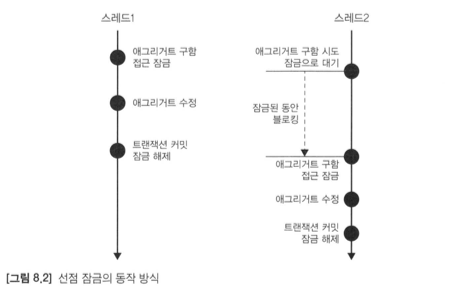 스레드1
애그리거트 구함
접근 잠금
애그리거트 수정
트랜잭션 커밋
잠금 해제
스레드2
애그리거트 구함 시도
잠금으로 대기
잠금된 동안
블로킹
애그리거트 구함
접근 잠금
애그리거트 수정
트랜잭션 커밋
잠금 해제
[그림 8.2] 선점 잠금의 동작 방식